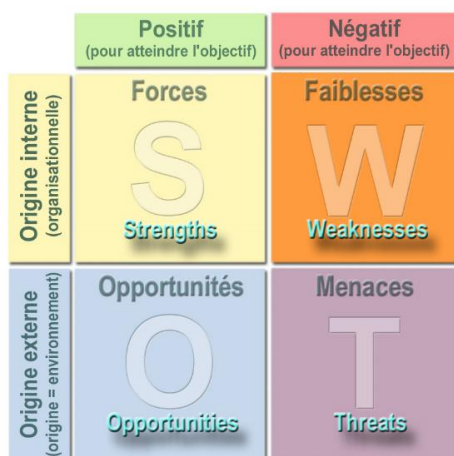 Positif
(pour atteindre l'objectif)
Négatif
(pour atteindre l'objectif)
Origine interne
(organisationnelle)
Forces
S
Strengths
Faiblesses
W
Weaknesses
Origine externe
(origine = environnement)
Opportunités
O
Opportunities
Menaces
T
Threats